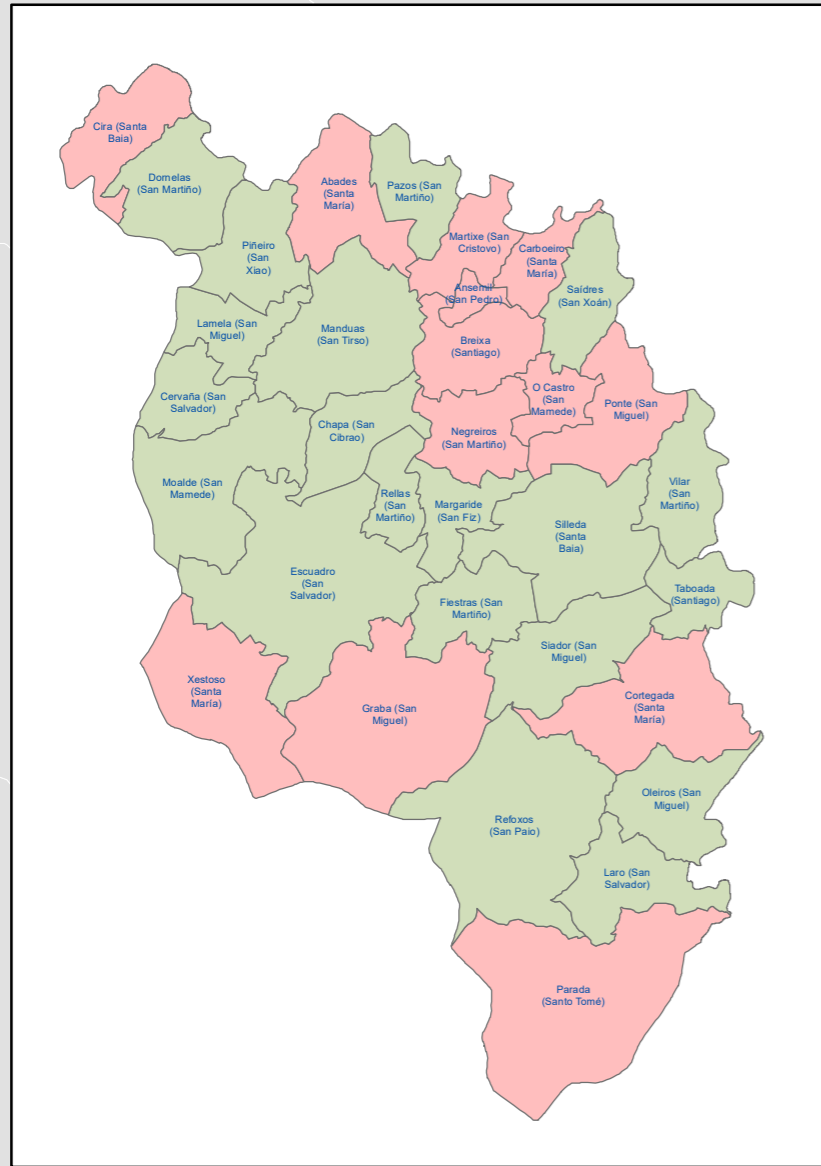 Cira (Santa
Baia)
Dornelas
(San Martiño)
Abades
(Santa
María)
Pazos (San
Martiño)
Piñeiro
(San
Xiao)
Martixe (San
Cristovo)
Carboeiro
(Santa
María)
Ansemil
(San Pedro)
Saídres
(San Xoán)
Lamela (San
Miguel)
Manduas
(San Tirso)
Breixa
(Santiago)
Cervaña (San
Salvador)
O Castro
(San
Mamede)
Ponte (San
Miguel)
Chapa (San
Cibrao)
Negreiros
(San Martiño)
Moalde (San
Mamede)
Rellas
(San
Martiño)
Margaride
(San Fiz)
Vilar
(San
Martiño)
Silleda
(Santa
Baia)
Escuadro
(San
Salvador)
Fiestras (San
Martiño)
Taboada
(Santiago)
Siador (San
Miguel)
Xestoso
(Santa
María)
Graba (San
Miguel)
Cortegada
(Santa
María)
Refoxos
(San Paio)
Oleiros (San
Miguel)
Laro (San
Salvador)
Parada
(Santo Tomé)